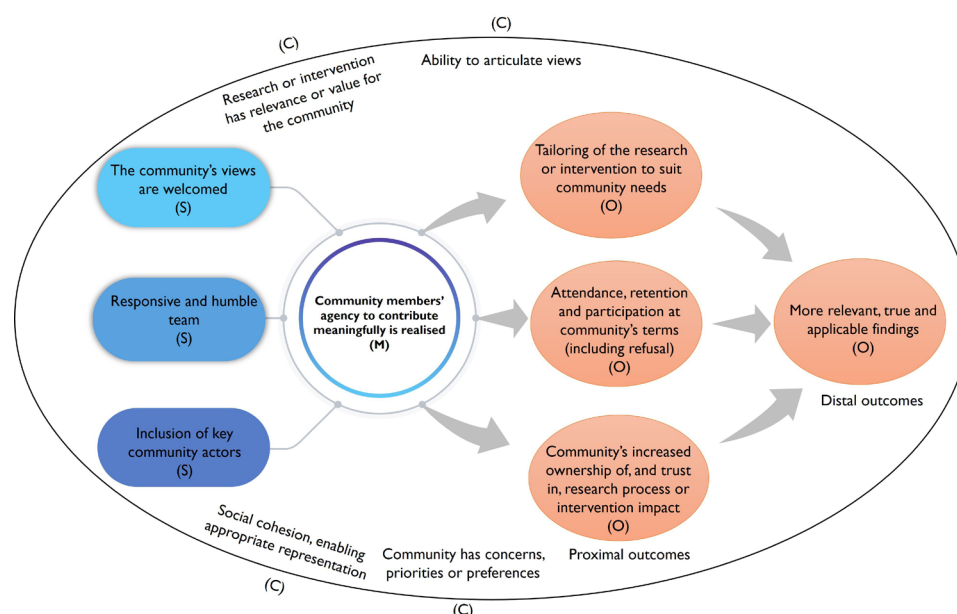 (C)
(C)
Ability to articulate views
Research or intervention
has relevance or value for
the community
The community's views
are welcomed
(S)
Responsive and humble
team
(S)
Inclusion of key
community actors
(S)
Community members'
agency to contribute
meaningfully is realised
(M)
Tailoring of the research
or intervention to suit
community needs
(O)
Attendance, retention
and participation at
community's terms
(including refusal)
(O)
Community's increased
ownership of, and trust
in, research process or
intervention impact
(O)
Proximal outcomes
More relevant, true and
applicable findings
(O)
Distal outcomes
Social cohesion, enabling
appropriate representation
(C)
Community has concerns,
priorities or preferences
(C)